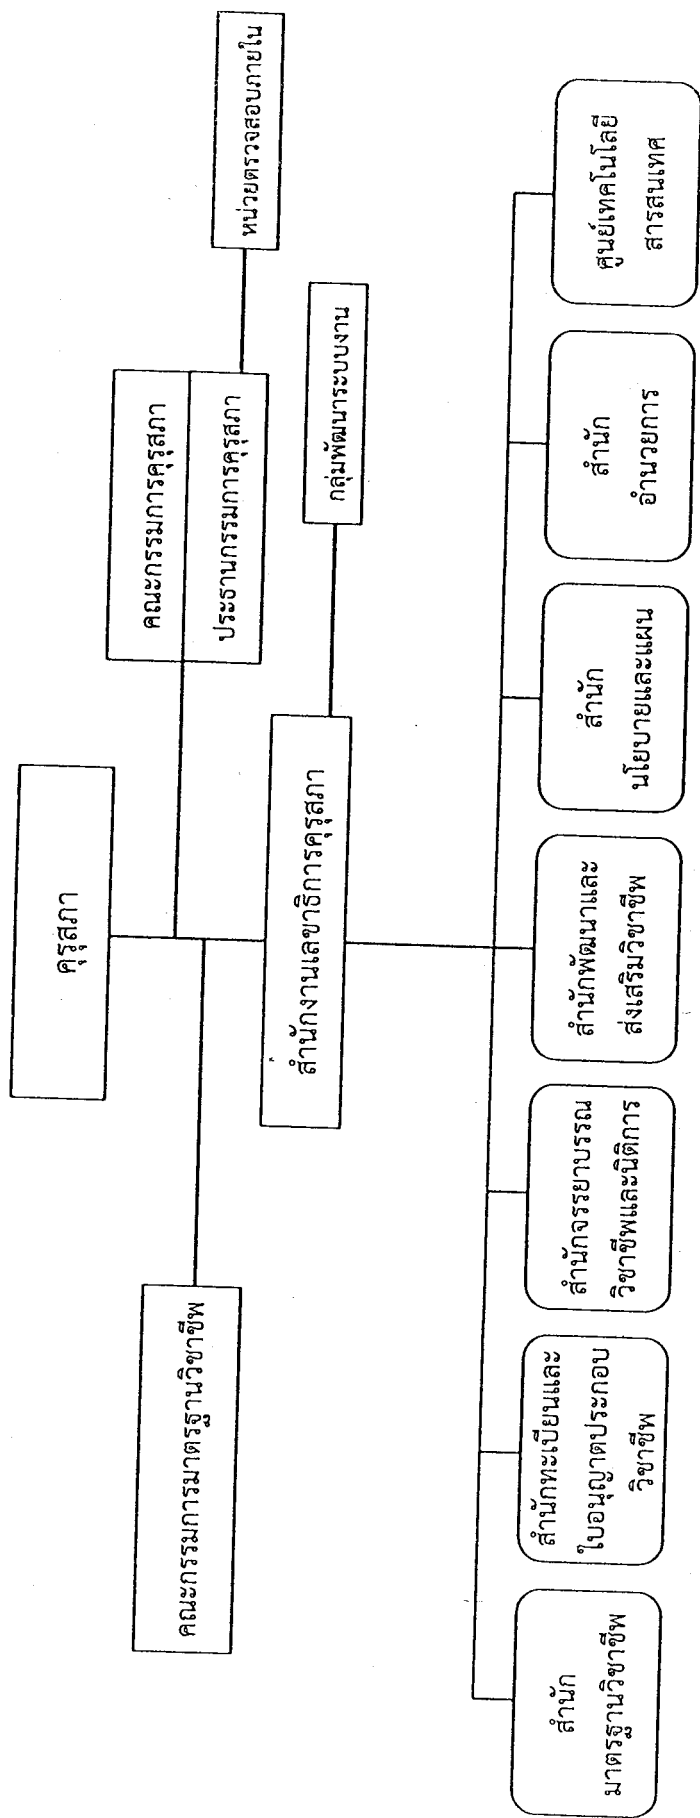 คุรุสภา
คณะกรรมการคุรุสภา
ประธานกรรมการคุรุสภา
หน่วยตรวจสอบภายใน
คณะกรรมการมาตรฐานวิชาชีพ
สำนักงานเลขาธิการคุรุสภา
กลุ่มพัฒนาระบบงาน
สำนัก
มาตรฐานวิชาชีพ
สำนักทะเบียนและ
ใบอนุญาตประกอบ
วิชาชีพ
สำนักจรรยาบรรณ
วิชาชีพและนิติการ
สำนักพัฒนาและ
ส่งเสริมวิชาชีพ
สำนัก
นโยบายและแผน
สำนัก
อำนวยการ
ศูนย์เทคโนโลยี
สารสนเทศ